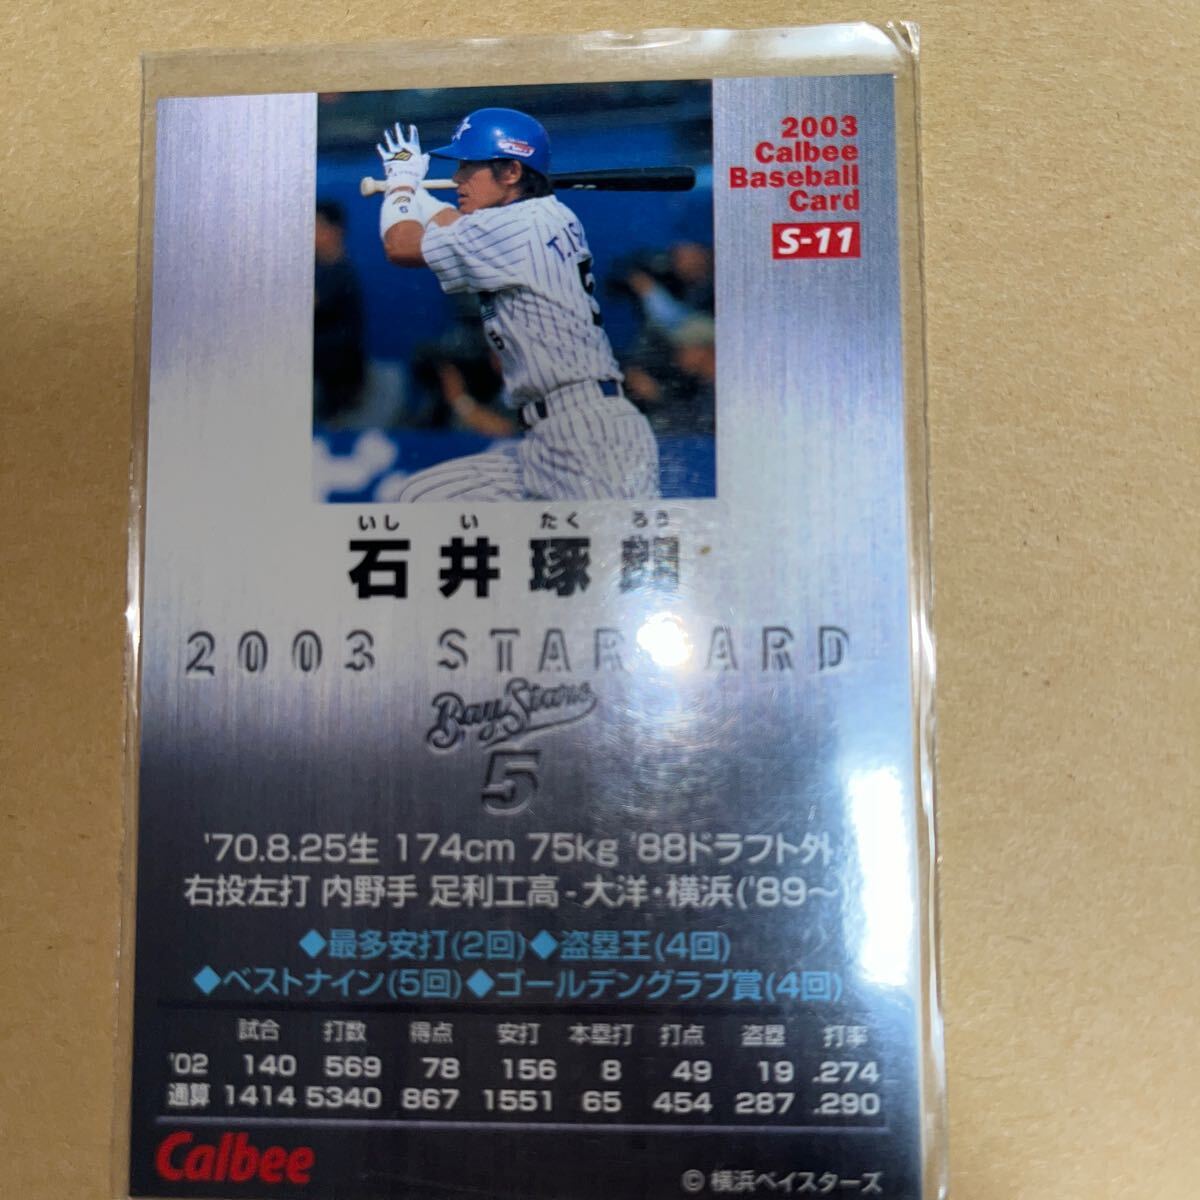 2003
Calbee
Baseball
Card
S-11
いし い たく ろう
石井琢朗
2003 STAR CARD
BayStars
5
'70.8.25生 174cm 75kg '88ドラフト外
右投左打 内野手 足利工高-大洋・横浜('89〜)
◆最多安打(2回)◆盗塁王(4回)
◆ベストナイン(5回)◆ゴールデングラブ賞(4回)
試合 打数 得点 安打 本塁打 打点 盗塁 打率
'02 140 569 78 156 8 49 19 .274
通算 1414 5340 867 1551 65 454 287 .290
Calbee
©横浜ベイスターズ